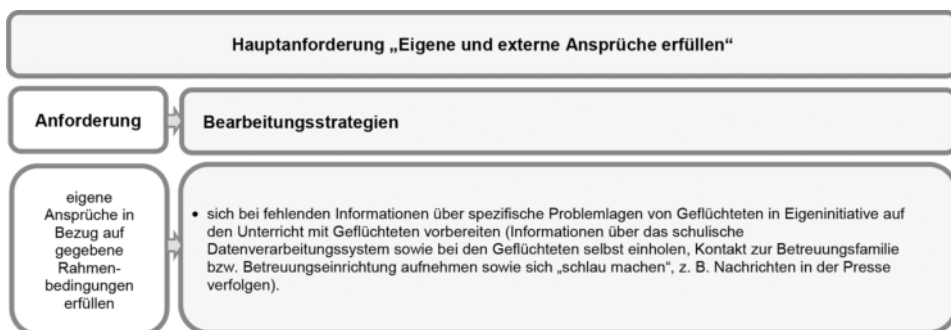 Hauptanforderung „Eigene und externe Ansprüche erfüllen“
Anforderung
Bearbeitungsstrategien
eigene
Ansprüche in
Bezug auf
gegebene
Rahmen-
bedingungen
erfüllen
• sich bei fehlenden Informationen über spezifische Problemlagen von Geflüchteten in Eigeninitiative auf
den Unterricht mit Geflüchteten vorbereiten (Informationen über das schulische
Datenverarbeitungssystem sowie bei den Geflüchteten selbst einholen, Kontakt zur Betreuungsfamilie
bzw. Betreuungseinrichtung aufnehmen sowie sich „schlau machen“, z. B. Nachrichten in der Presse
verfolgen).